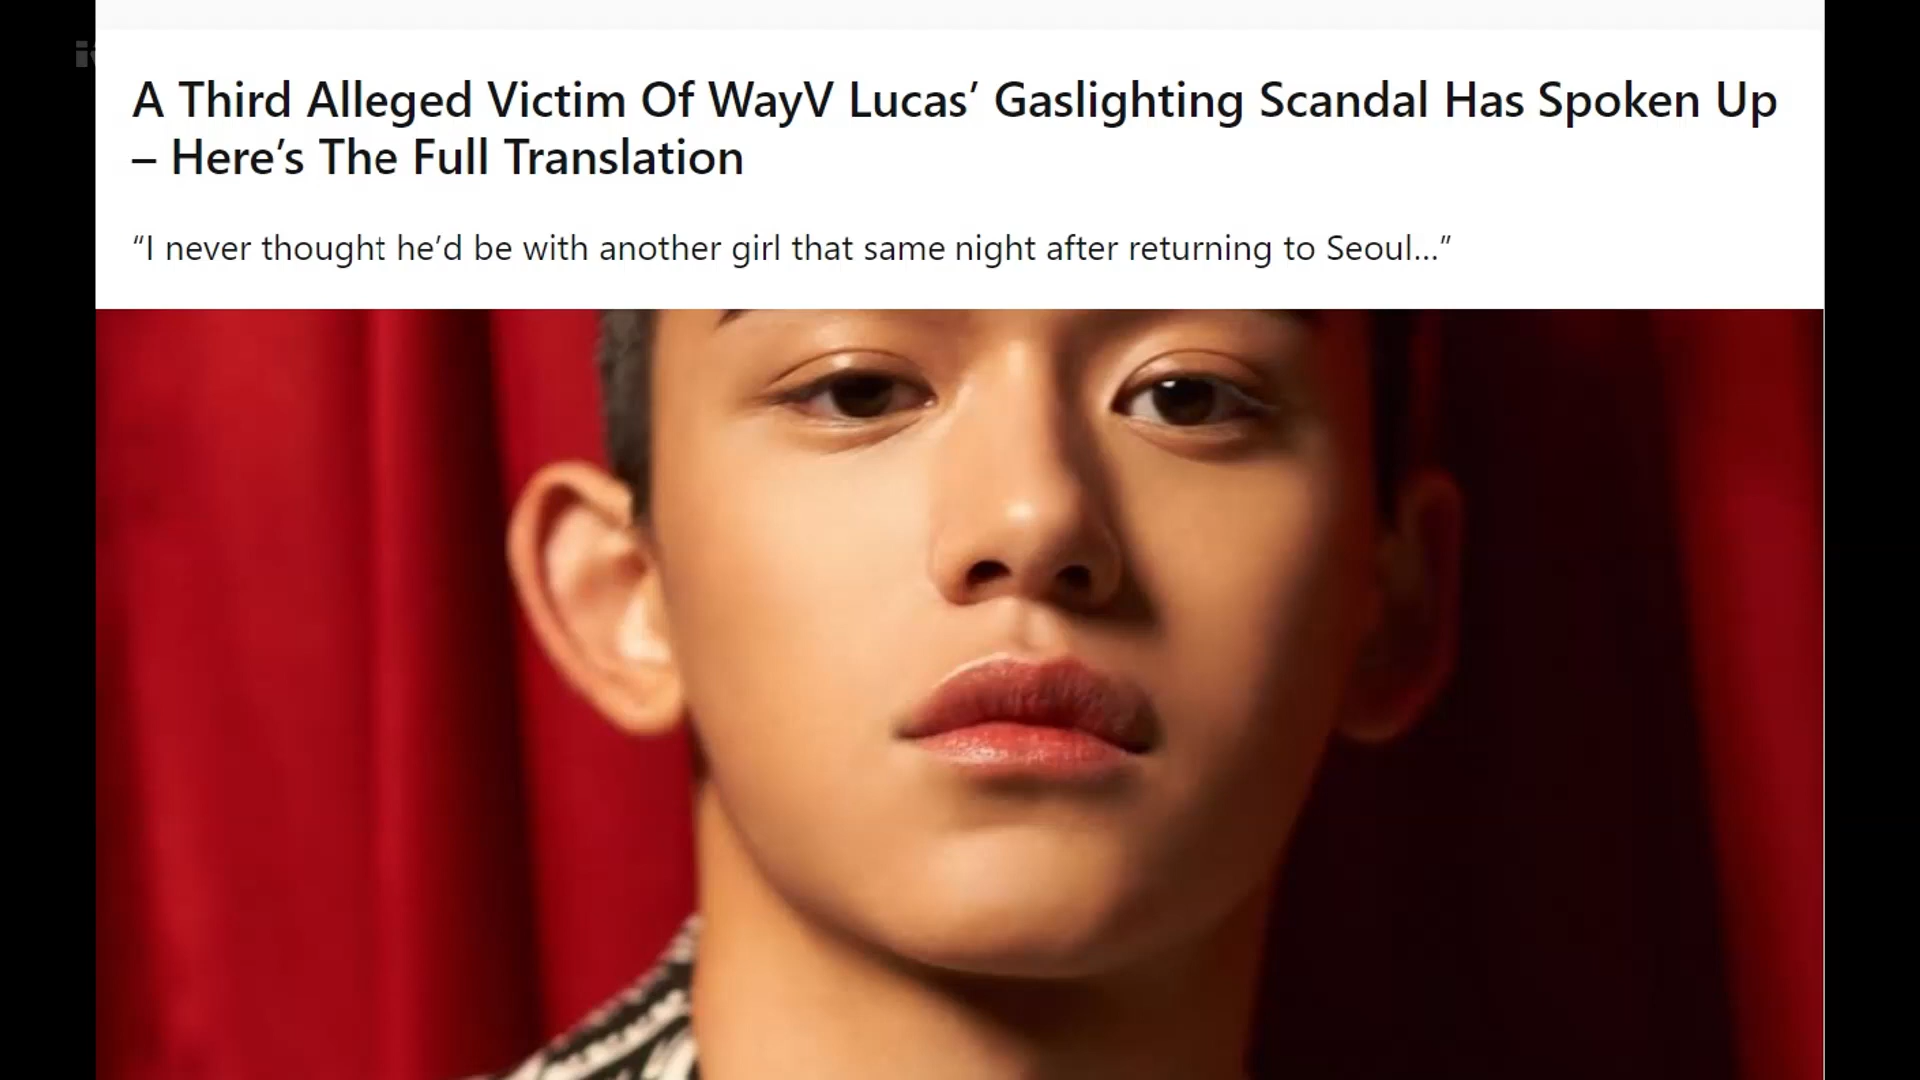 A Third Alleged Victim Of WayV Lucas’ Gaslighting Scandal Has Spoken Up
– Here’s The Full Translation
“I never thought he’d be with another girl that same night after returning to Seoul...”